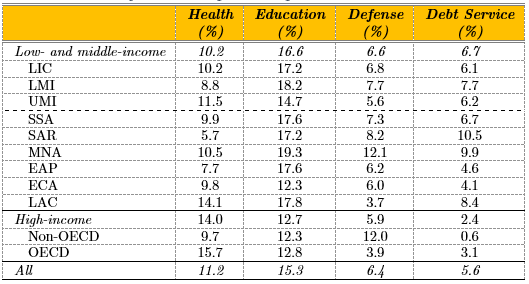 Health Education Defense Debt Service
(%) (%) (%) (%)
Low- and middle-income 10.2 16.6 6.6 6.7
LIC 10.2 17.2 6.8 6.1
LMI 8.8 18.2 7.7 7.7
UMI 11.5 14.7 5.6 6.2
SSA 9.9 17.6 7.3 6.7
SAR 5.7 17.2 8.2 10.5
MNA 10.5 19.3 12.1 9.9
EAP 7.7 17.6 6.2 4.6
ECA 9.8 12.3 6.0 4.1
LAC 14.1 17.8 3.7 8.4
High-income 14.0 12.7 5.9 2.4
Non-OECD 9.7 12.3 12.0 0.6
OECD 15.7 12.8 3.9 3.1
All 11.2 15.3 6.4 5.6